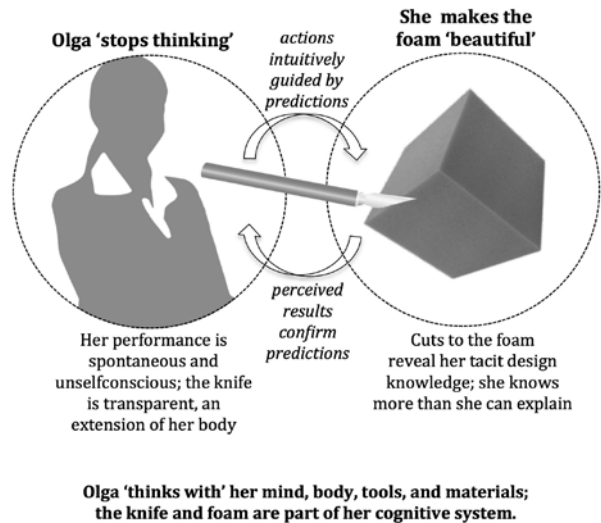 Olga 'stops thinking'
She makes the
foam 'beautiful'
actions
intuitively
guided by
predictions
perceived
results
confirm
predictions
Her performance is
spontaneous and
unselfconscious; the knife
is transparent, an
extension of her body
Cuts to the foam
reveal her tacit design
knowledge; she knows
more than she can explain
Olga 'thinks with' her mind, body, tools, and materials;
the knife and foam are part of her cognitive system.